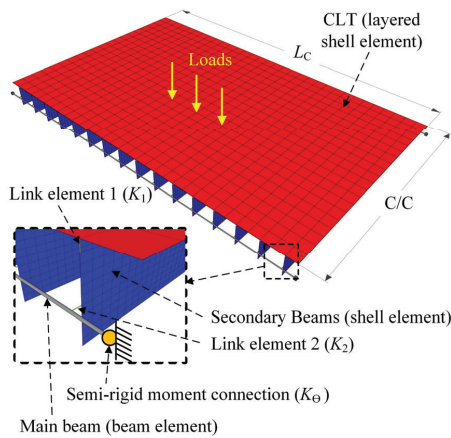 CLT (layered
shell element)
L_C
Loads
Link element 1 (K_1)
C/C
Secondary Beams (shell element)
Link element 2 (K_2)
Semi-rigid moment connection (K_Θ)
Main beam (beam element)